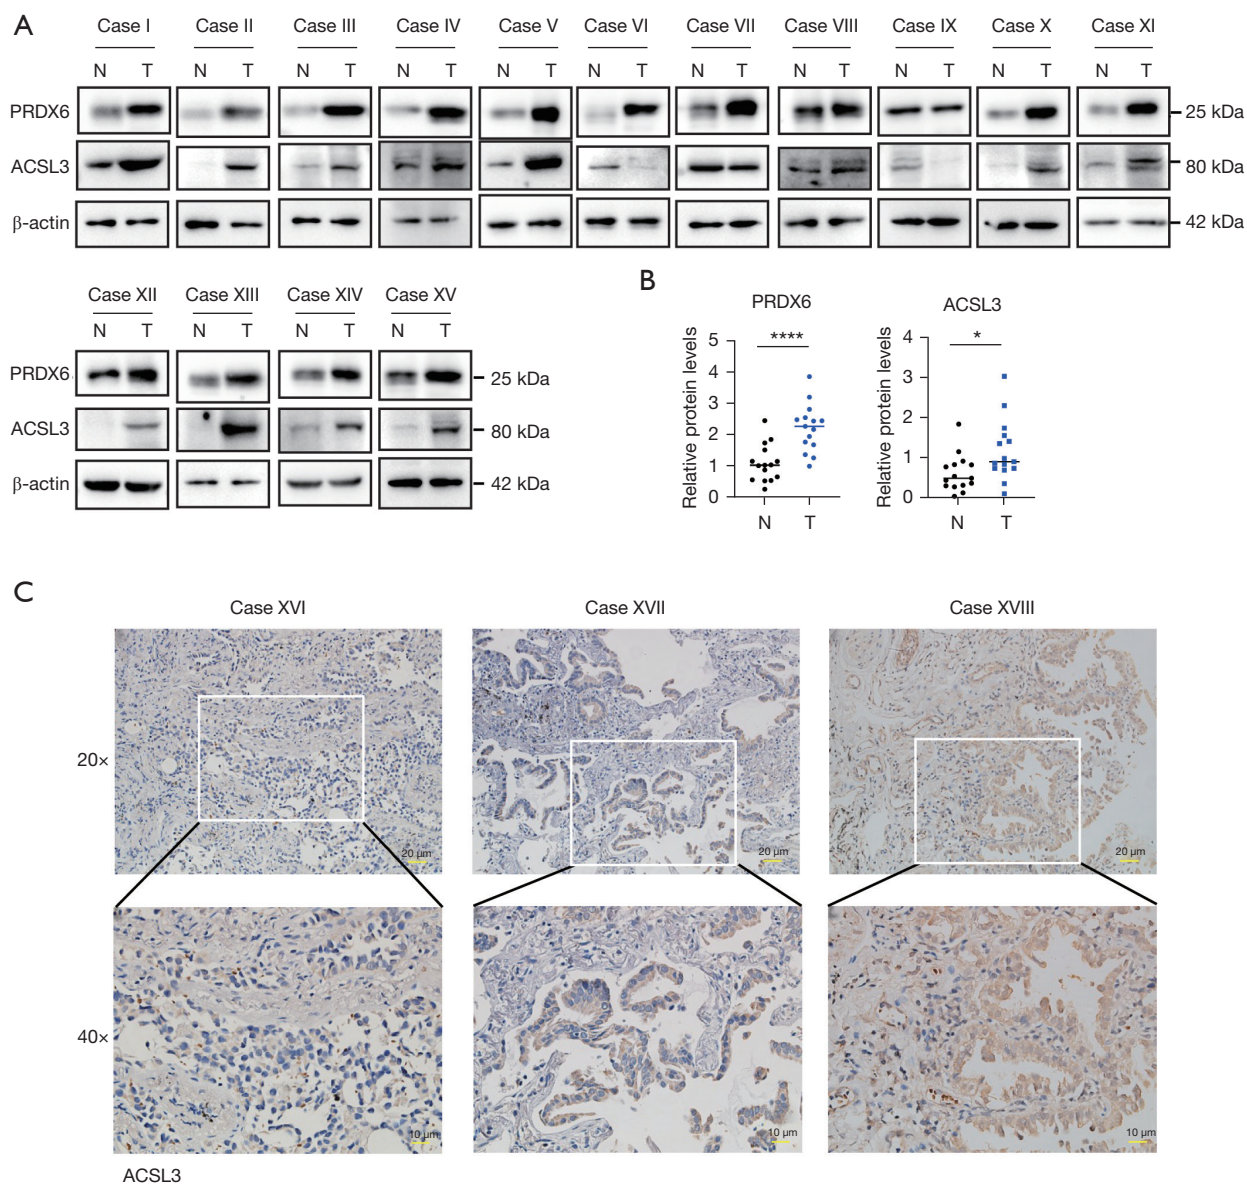 A
Case I Case II Case III Case IV Case V Case VI Case VII Case VIII Case IX Case X Case XI
N T N T N T N T N T N T N T N T N T N T N T
PRDX6 25 kDa
ACSL3 80 kDa
β-actin 42 kDa
Case XII Case XIII Case XIV Case XV
N T N T N T N T
PRDX6 25 kDa
ACSL3 80 kDa
β-actin 42 kDa
B
PRDX6
****
Relative protein levels
5
4
3
2
1
0
N T
ACSL3
*
Relative protein levels
4
3
2
1
0
N T
C
Case XVI Case XVII Case XVIII
20×
20 μm 20 μm 20 μm
40×
10 μm 10 μm 10 μm
ACSL3